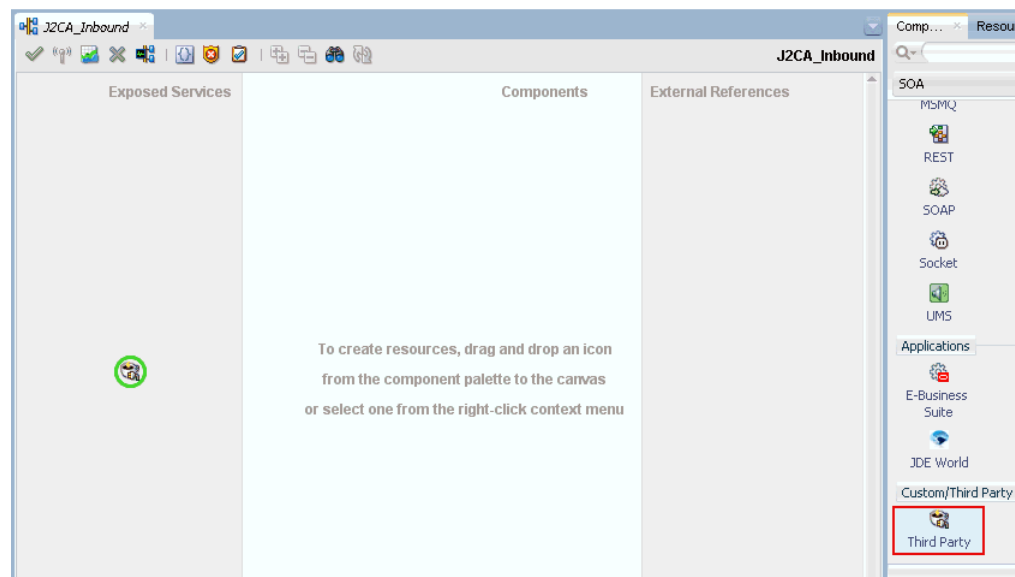 J2CA_Inbound
J2CA_Inbound
Exposed Services
Components
External References
To create resources, drag and drop an icon
from the component palette to the canvas
or select one from the right-click context menu
Comp...
Resou
SOA
MSMQ
REST
SOAP
Socket
UMS
Applications
E-Business
Suite
JDE World
Custom/Third Party
Third Party